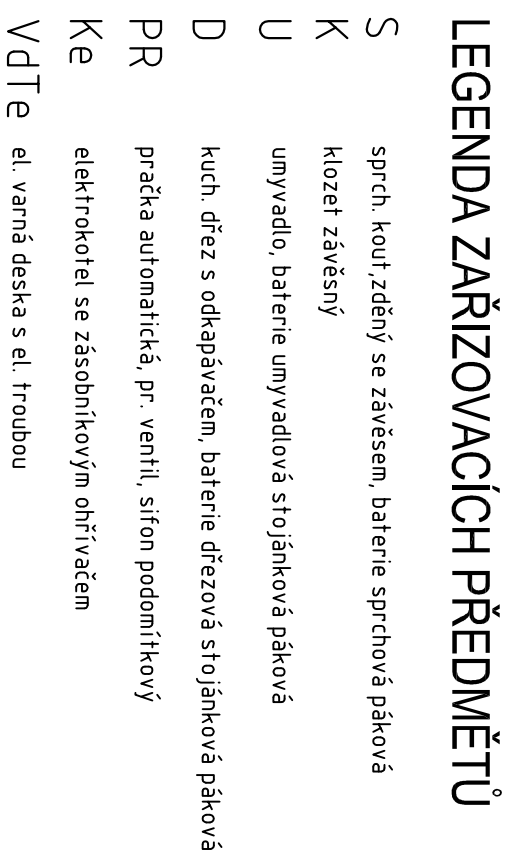 LEGENDA ZAŘIZOVACÍCH PŘEDMĚTŮ
S sprch. kout,zděný se závěsem, baterie sprchová páková
K klozet závěsný
U umyvadlo, baterie umyvadlová stojánková páková
D kuch. dřez s odkapávačem, baterie dřezová stojánková páková
PR pračka automatická, pr. ventil, sifon podomítkový
Ke elektrokotel se zásobníkovým ohřívačem
VdTe el. varná deska s el. troubou